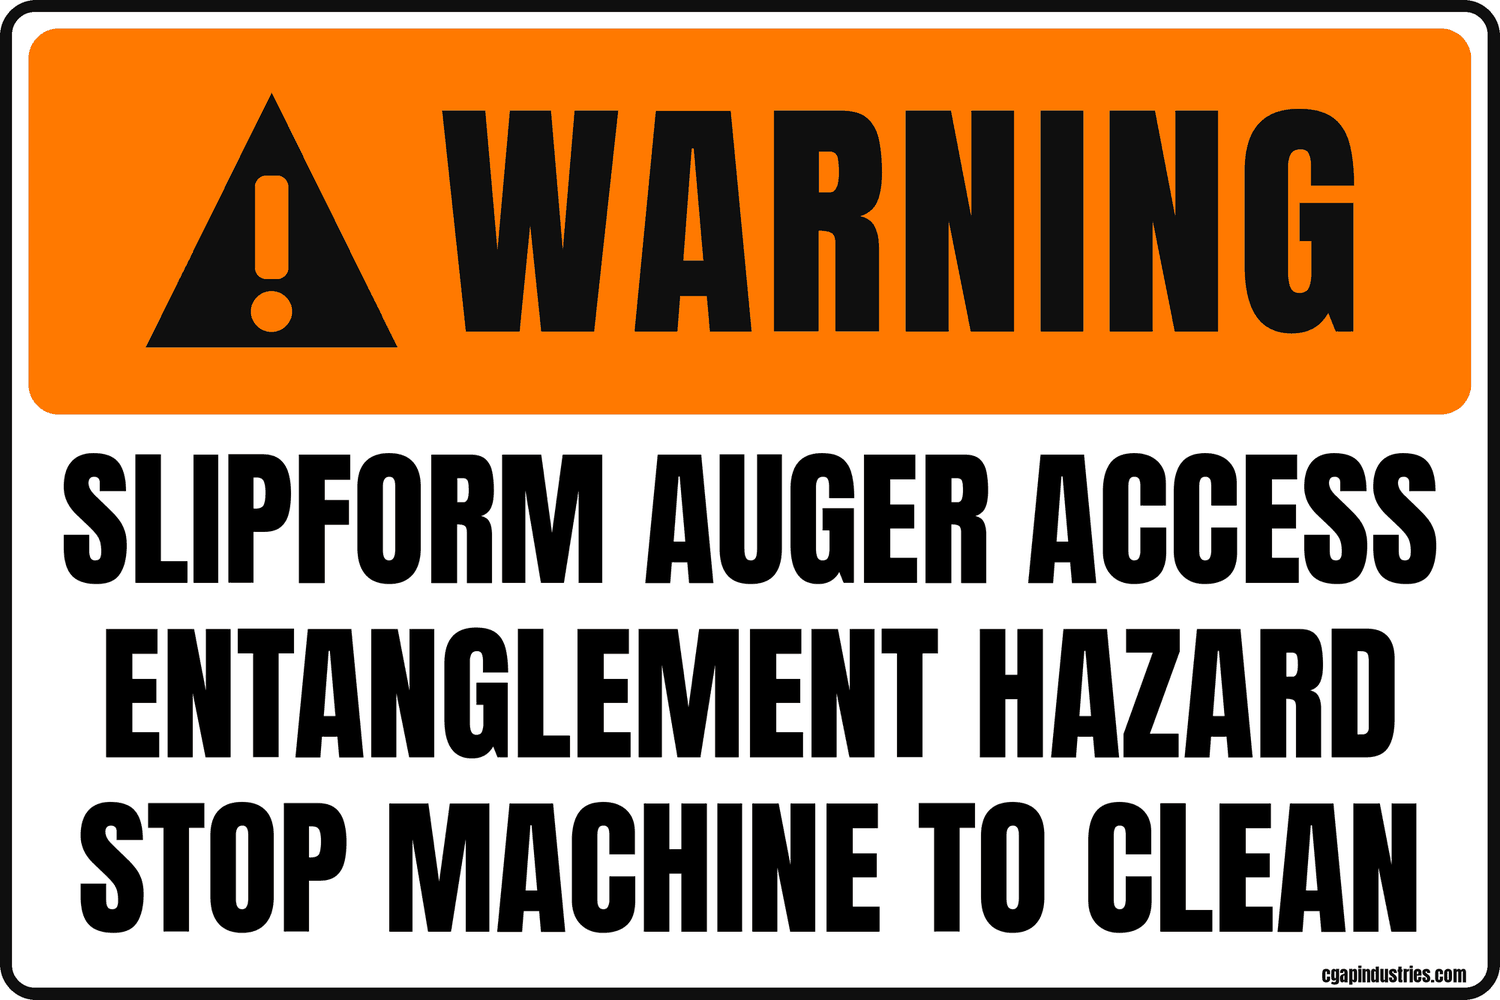 WARNING
SLIPFORM AUGER ACCESS
ENTANGLEMENT HAZARD
STOP MACHINE TO CLEAN
cgapindustries.com